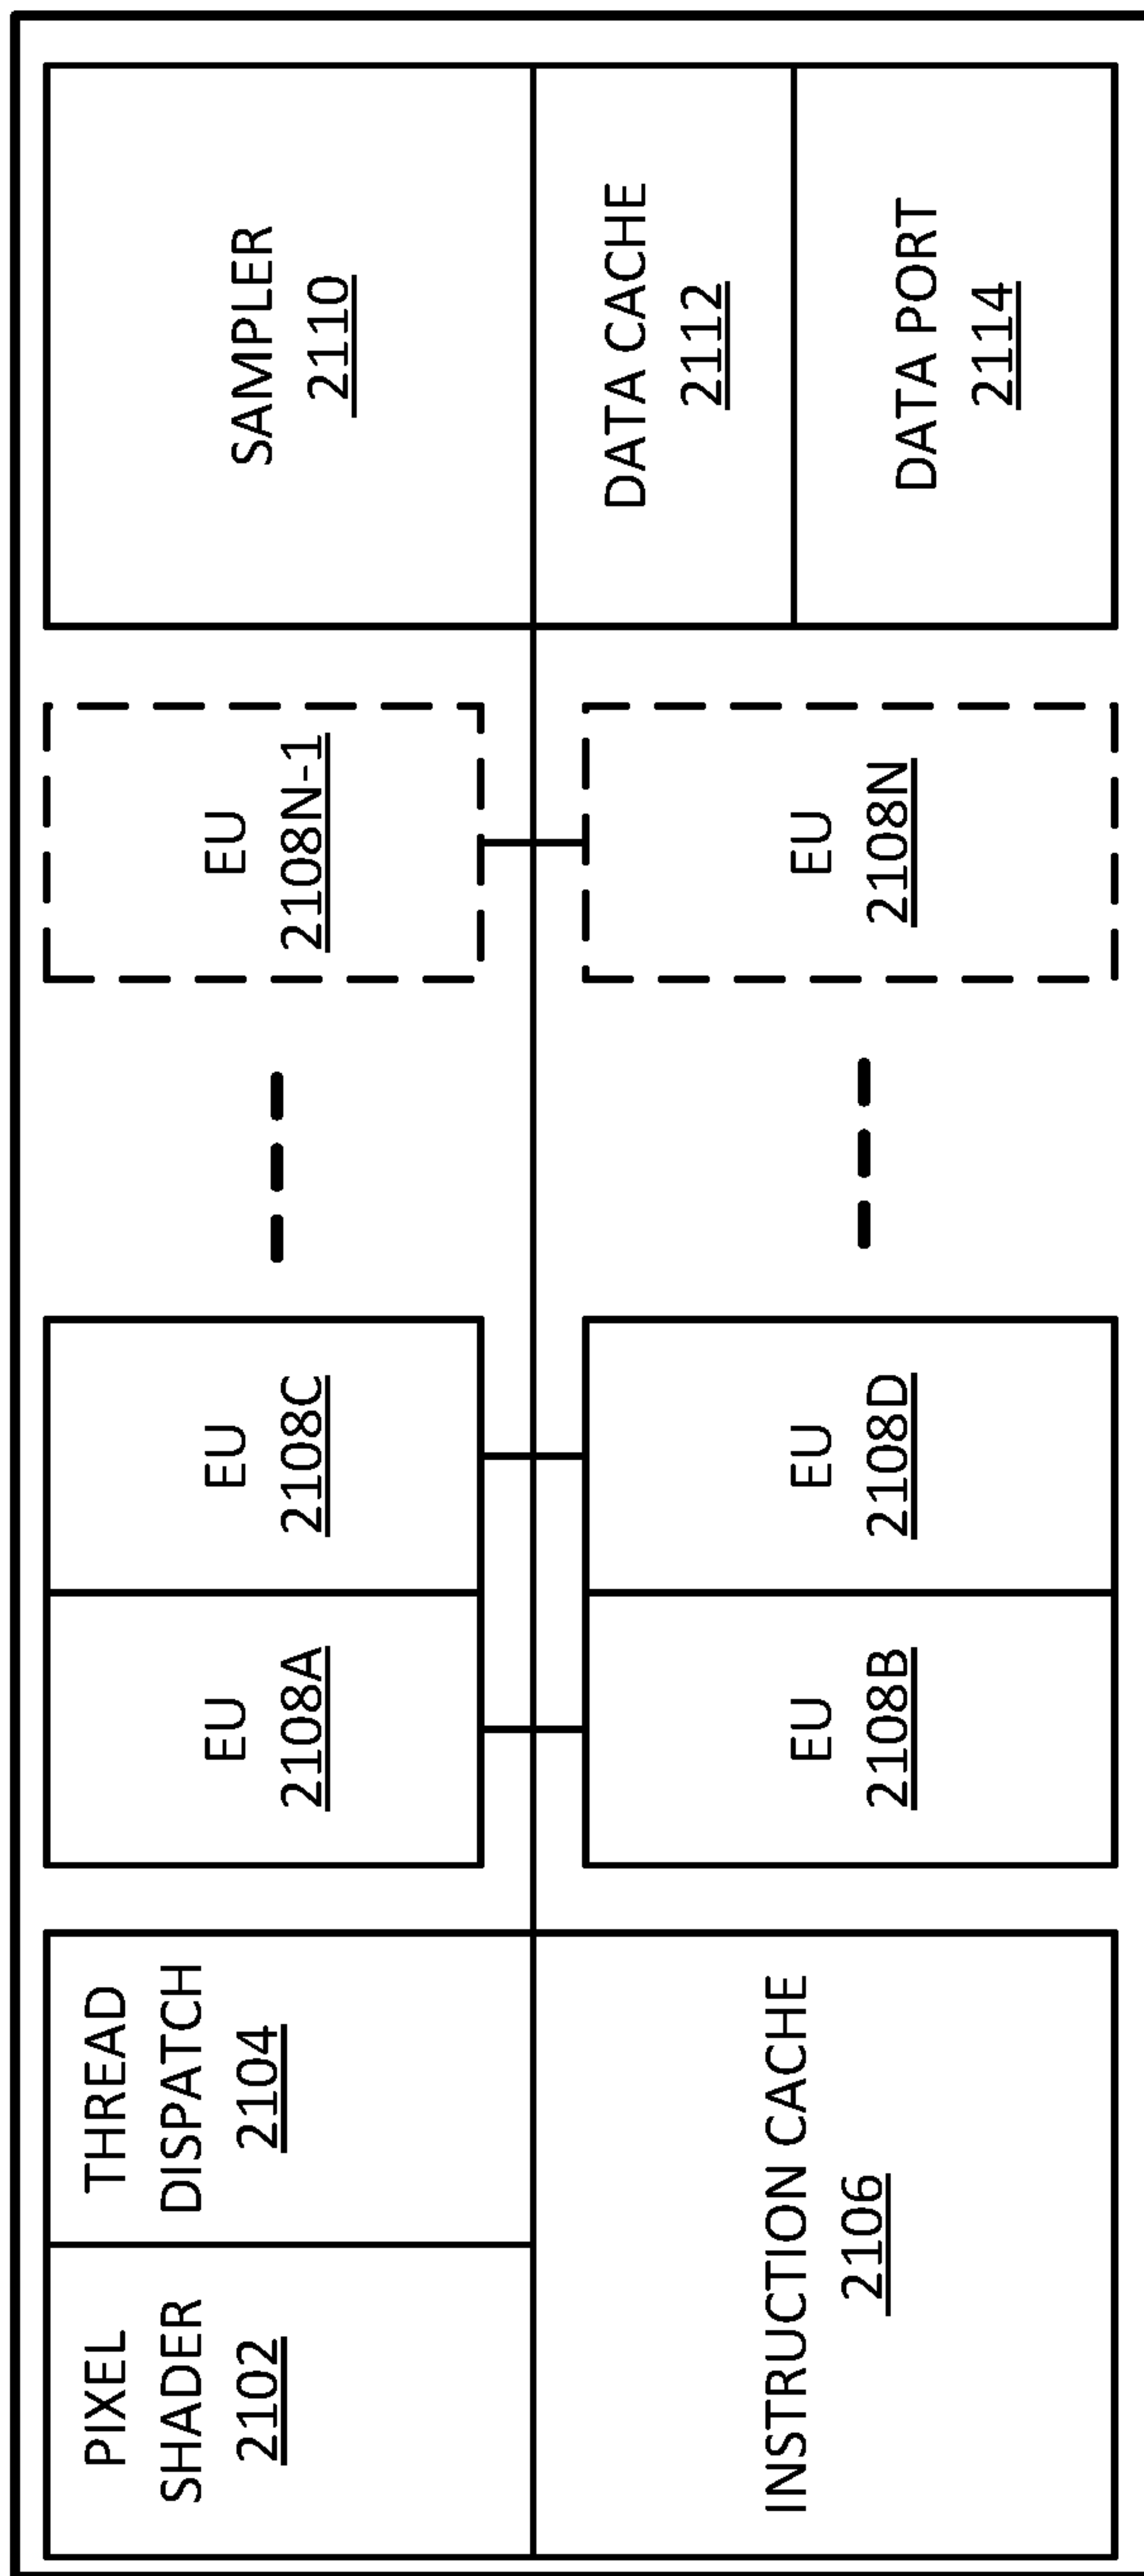 PIXEL
SHADER
2102
THREAD
DISPATCH
2104
INSTRUCTION CACHE
2106
EU
2108A
EU
2108C
EU
2108B
EU
2108D
EU
2108N-1
EU
2108N
SAMPLER
2110
DATA CACHE
2112
DATA PORT
2114